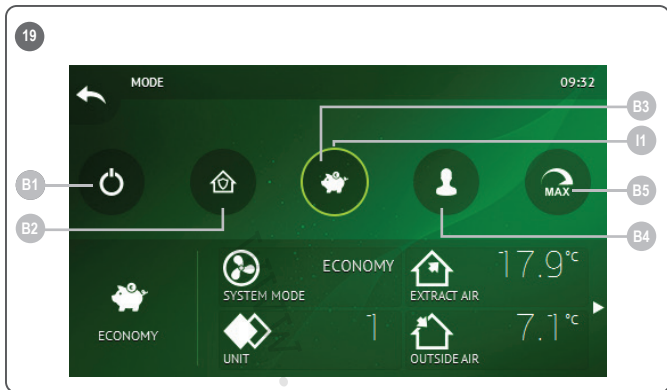 19
MODE 09:32
B3
I1
B1
MAX
B5
B2
B4
ECONOMY 17.9°C
SYSTEM MODE EXTRACT AIR
ECONOMY
1 7.1°C
UNIT OUTSIDE AIR